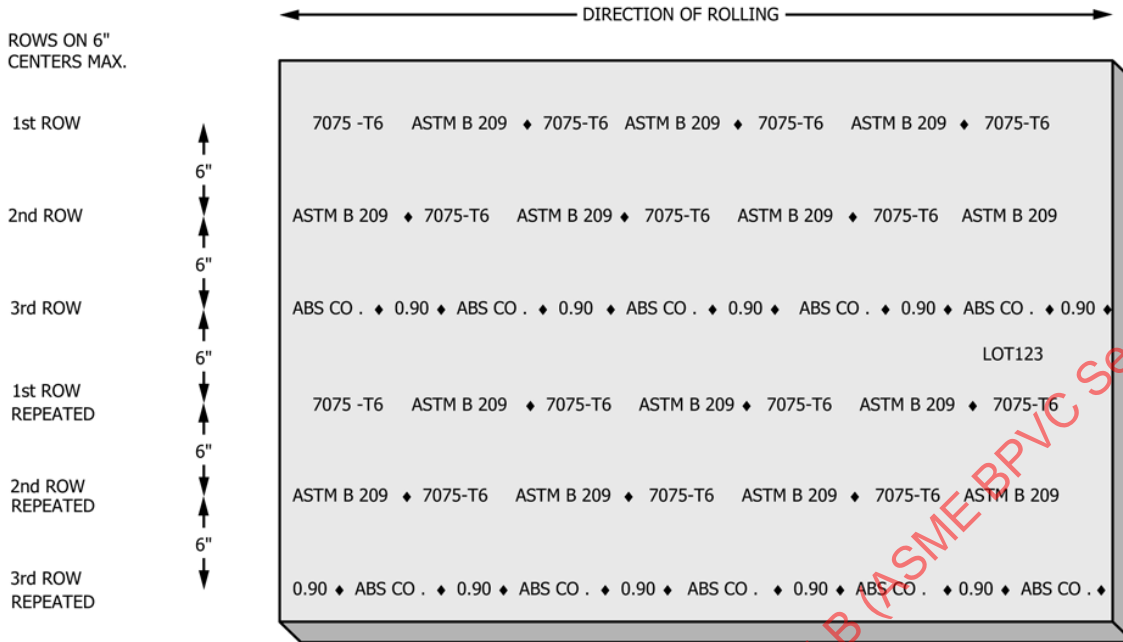 DIRECTION OF ROLLING
ROWS ON 6"
CENTERS MAX.
1st ROW
7075 -T6 ASTM B 209 ♦ 7075-T6 ASTM B 209 ♦ 7075-T6 ASTM B 209 ♦ 7075-T6
6"
2nd ROW
ASTM B 209 ♦ 7075-T6 ASTM B 209 ♦ 7075-T6 ASTM B 209 ♦ 7075-T6 ASTM B 209
6"
3rd ROW
ABS CO . ♦ 0.90 ♦ ABS CO . ♦ 0.90 ♦ ABS CO . ♦ 0.90 ♦ ABS CO . ♦ 0.90 ♦ ABS CO . ♦ 0.90 ♦
6"
LOT123
1st ROW
REPEATED
7075 -T6 ASTM B 209 ♦ 7075-T6 ASTM B 209 ♦ 7075-T6 ASTM B 209 ♦ 7075-T6
6"
2nd ROW
REPEATED
ASTM B 209 ♦ 7075-T6 ASTM B 209 ♦ 7075-T6 ASTM B 209 ♦ 7075-T6 ASTM B 209
6"
3rd ROW
REPEATED
0.90 ♦ ABS CO . ♦ 0.90 ♦ ABS CO . ♦ 0.90 ♦ ABS CO . ♦ 0.90 ♦ ABS CO . ♦ 0.90 ♦ ABS CO . ♦
B (ASME BPVC Se